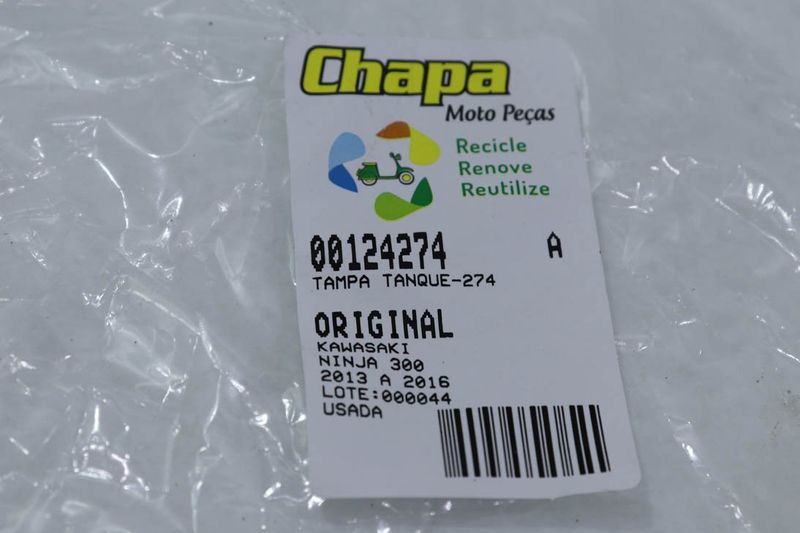 Chapa
Moto Peças
Recicle
Renove
Reutilize
00124274 A
TAMPA TANQUE-274
ORIGINAL
KAWASAKI
NINJA 300
2013 A 2016
LOTE:000044
USADA